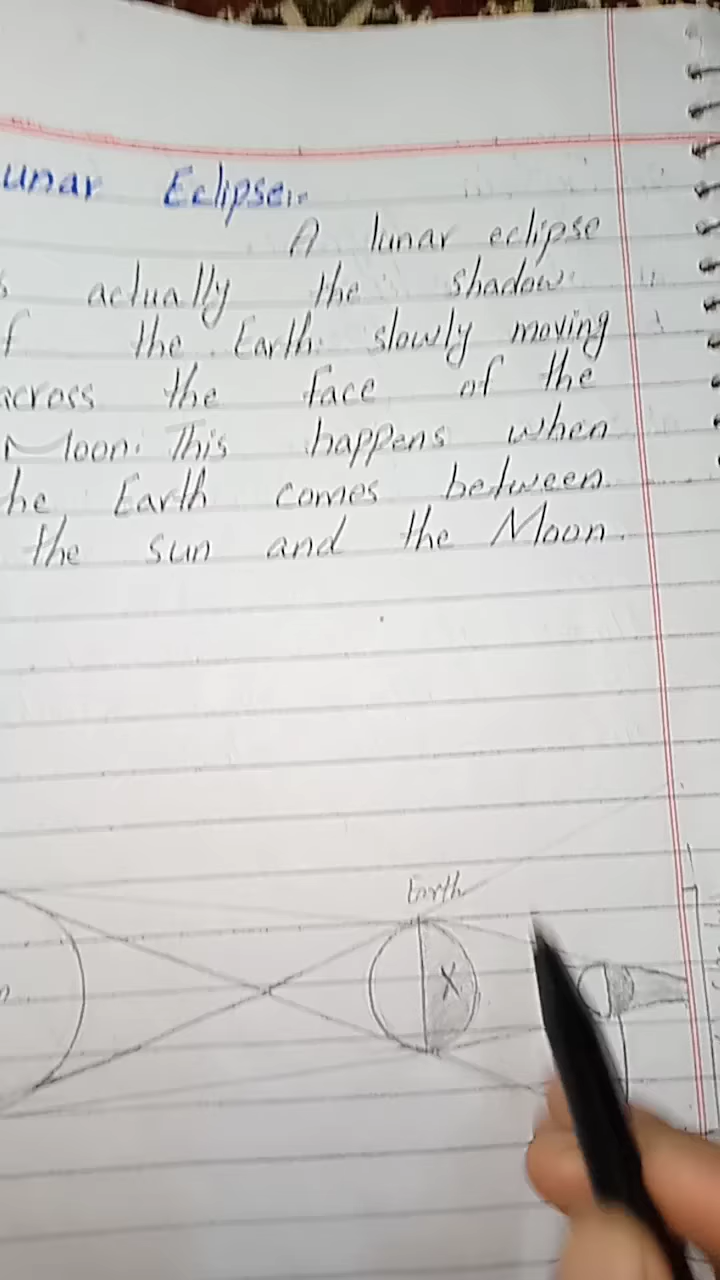 unar Eclipse:-
A lunar eclipse
s actually the shadow
f the Earth slowly moving
across the face of the
Moon. This happens when
he Earth comes between
the sun and the Moon.
Earth
X